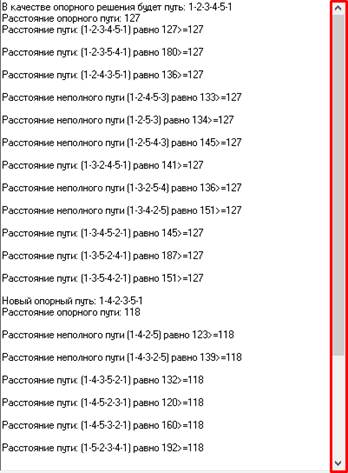 В качестве опорного решения будет путь: 1-2-3-4-5-1
Расстояние опорного пути: 127
Расстояние пути: (1-2-3-4-5-1) равно 127>=127
Расстояние пути: (1-2-3-5-4-1) равно 180>=127
Расстояние пути: (1-2-4-3-5-1) равно 136>=127
Расстояние неполного пути (1-2-4-5-3) равно 133>=127
Расстояние неполного пути (1-2-5-3) равно 134>=127
Расстояние неполного пути (1-2-5-4-3) равно 145>=127
Расстояние пути: (1-3-2-4-5-1) равно 141>=127
Расстояние неполного пути (1-3-2-5-4) равно 136>=127
Расстояние неполного пути (1-3-4-2-5) равно 151>=127
Расстояние пути: (1-3-4-5-2-1) равно 145>=127
Расстояние пути: (1-3-5-2-4-1) равно 187>=127
Расстояние пути: (1-3-5-4-2-1) равно 151>=127
Новый опорный путь: 1-4-2-3-5-1
Расстояние опорного пути: 118
Расстояние неполного пути (1-4-2-5) равно 123>=118
Расстояние неполного пути (1-4-3-2-5) равно 139>=118
Расстояние пути: (1-4-3-5-2-1) равно 132>=118
Расстояние пути: (1-4-5-2-3-1) равно 120>=118
Расстояние пути: (1-4-5-3-2-1) равно 160>=118
Расстояние пути: (1-5-2-3-4-1) равно 192>=118